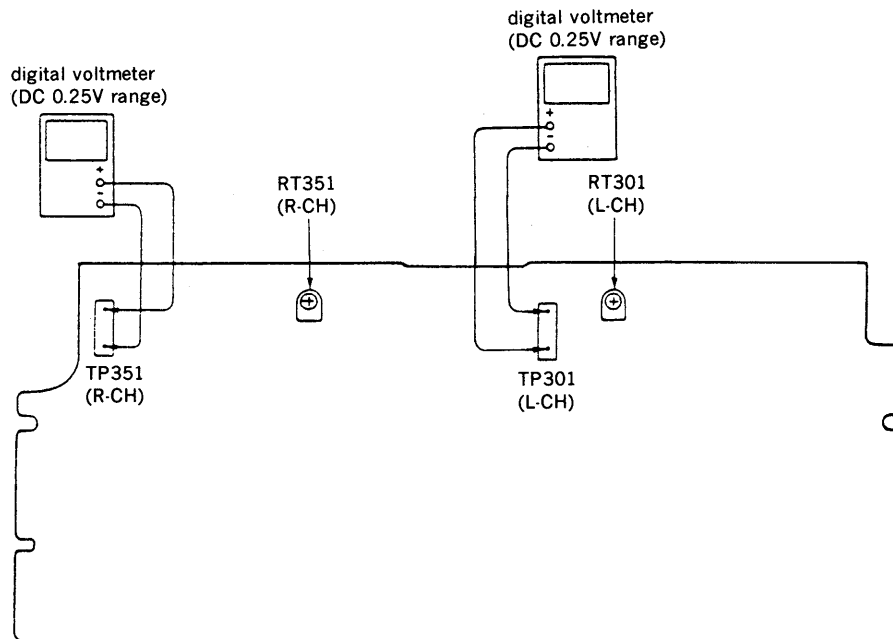 digital voltmeter
(DC 0.25V range)
digital voltmeter
(DC 0.25V range)
+
-
+
-
RT351
(R-CH)
RT301
(L-CH)
TP351
(R-CH)
TP301
(L-CH)